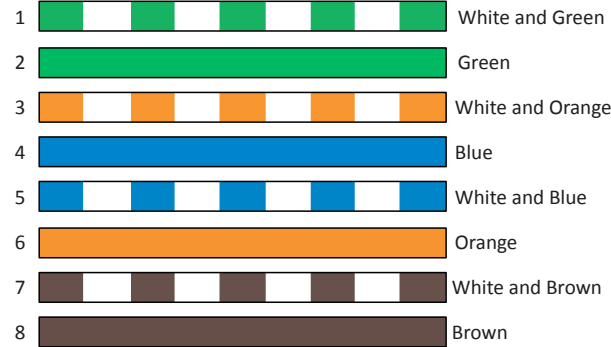 1 White and Green
2 Green
3 White and Orange
4 Blue
5 White and Blue
6 Orange
7 White and Brown
8 Brown